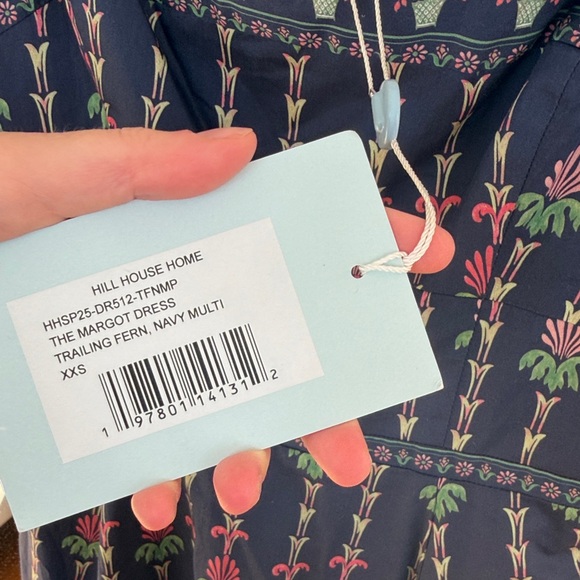 HILL HOUSE HOME
HHSP25-DR512-TFNMP
THE MARGOT DRESS
TRAILING FERN, NAVY MULTI
XXS
1 97801 14131 2